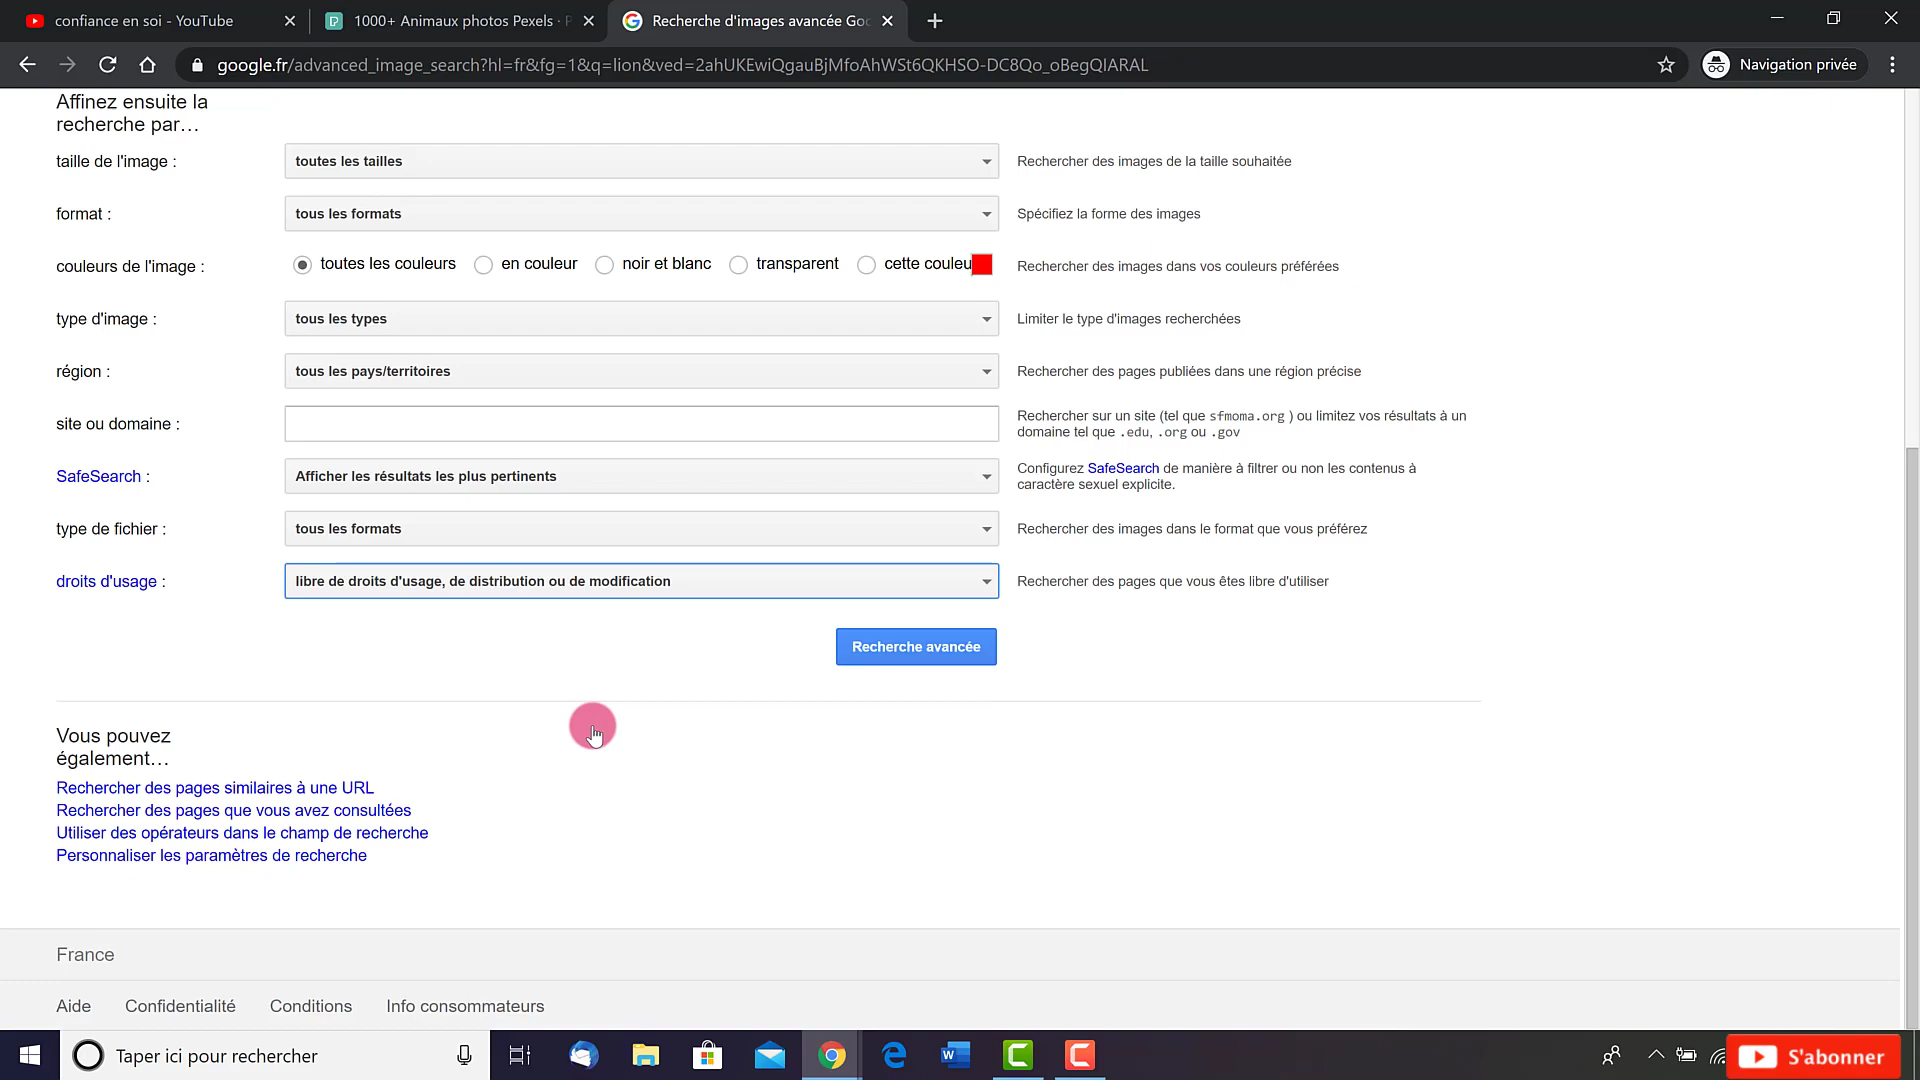 confiance en soi - YouTube
1000+ Animaux photos Pexels · P
Recherche d'images avancée Goo
google.fr/advanced_image_search?hl=fr&fg=1&q=lion&ved=2ahUKEwiQgauBjMfoAhWSt6QKHSO-DC8Qo_oBegQIARAL
Navigation privée
Affinez ensuite la
recherche par…
taille de l'image :
toutes les tailles
Rechercher des images de la taille souhaitée
format :
tous les formats
Spécifiez la forme des images
couleurs de l'image :
toutes les couleurs en couleur noir et blanc transparent cette couleu
Rechercher des images dans vos couleurs préférées
type d'image :
tous les types
Limiter le type d'images recherchées
région :
tous les pays/territoires
Rechercher des pages publiées dans une région précise
site ou domaine :
Rechercher sur un site (tel que sfmoma.org ) ou limitez vos résultats à un
domaine tel que .edu, .org ou .gov
SafeSearch :
Afficher les résultats les plus pertinents
Configurez SafeSearch de manière à filtrer ou non les contenus à
caractère sexuel explicite.
type de fichier :
tous les formats
Rechercher des images dans le format que vous préférez
droits d'usage :
libre de droits d'usage, de distribution ou de modification
Rechercher des pages que vous êtes libre d'utiliser
Recherche avancée
Vous pouvez
également…
Rechercher des pages similaires à une URL
Rechercher des pages que vous avez consultées
Utiliser des opérateurs dans le champ de recherche
Personnaliser les paramètres de recherche
France
Aide Confidentialité Conditions Info consommateurs
Taper ici pour rechercher
S'abonner